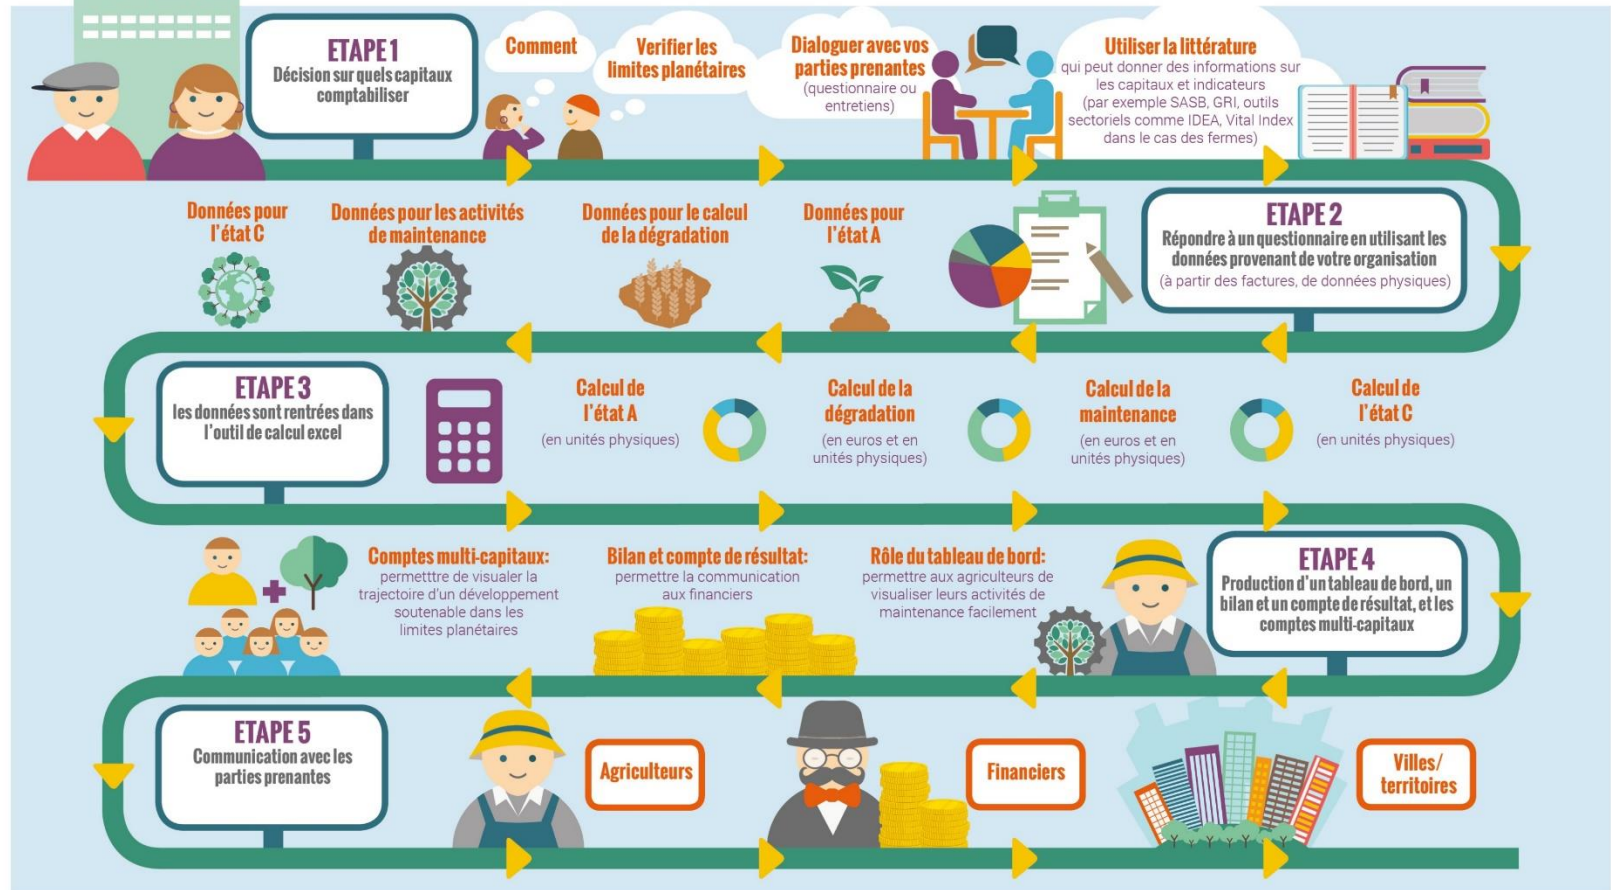 ETAPE 1
Décision sur quels capitaux
comptabiliser
Comment
Verifier les
limites planétaires
Dialoguer avec vos
parties prenantes
(questionnaire ou
entretiens)
Utiliser la littérature
qui peut donner des informations sur
les capitaux et indicateurs
(par exemple SASB, GRI, outils
sectoriels comme IDEA, Vital Index
dans le cas des fermes)
ETAPE 2
Répondre à un questionnaire en utilisant les
données provenant de votre organisation
(à partir des factures, de données physiques)
Données pour
l'état A
Données pour le calcul
de la dégradation
Données pour les activités
de maintenance
Données pour
l'état C
ETAPE 3
les données sont rentrées dans
l'outil de calcul excel
Calcul de
l'état A
(en unités physiques)
Calcul de la
dégradation
(en euros et en
unités physiques)
Calcul de la
maintenance
(en euros et en
unités physiques)
Calcul de
l'état C
(en unités physiques)
ETAPE 4
Production d'un tableau de bord, un
bilan et un compte de résultat, et les
comptes multi-capitaux
Rôle du tableau de bord:
permettre aux agriculteurs de
visualiser leurs activités de
maintenance facilement
Bilan et compte de résultat:
permettre la communication
aux financiers
Comptes multi-capitaux:
permetttre de visualer la
trajectoire d'un développement
soutenable dans les
limites planétaires
ETAPE 5
Communication avec les
parties prenantes
Agriculteurs
Financiers
Villes/
territoires